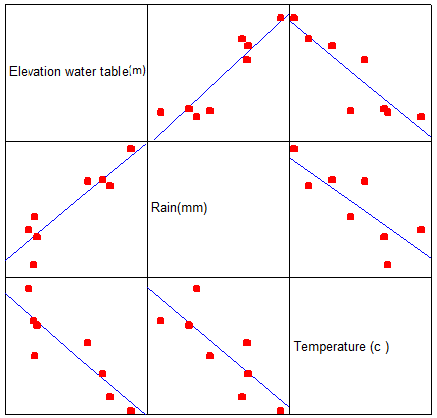 Elevation water table(m)
Rain(mm)
Temperature (c )